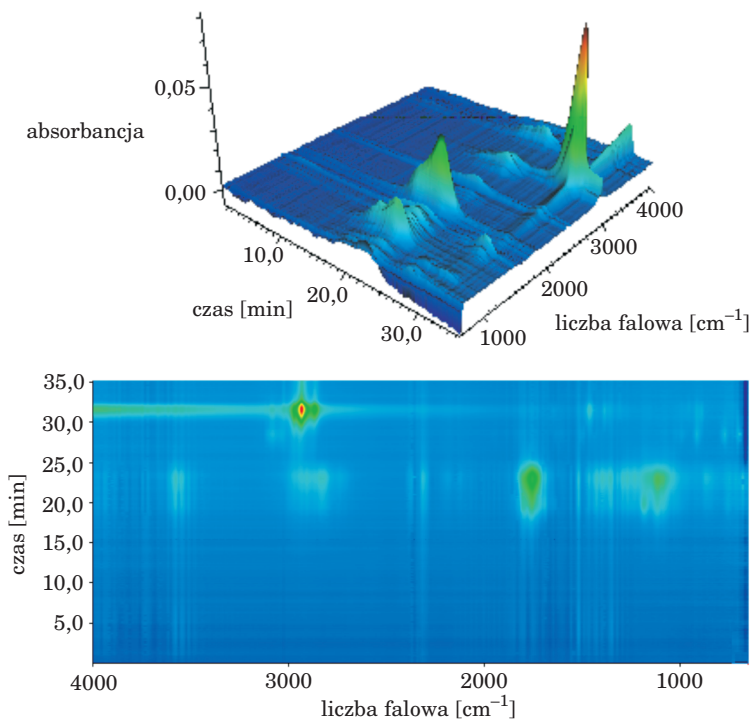 0,05
absorbancja
0,00
10,0
20,0
30,0
czas [min]
1000
2000
3000
4000
liczba falowa [cm⁻¹]
35,0
30,0
25,0
20,0
15,0
10,0
5,0
czas [min]
4000 3000 2000 1000
liczba falowa [cm⁻¹]